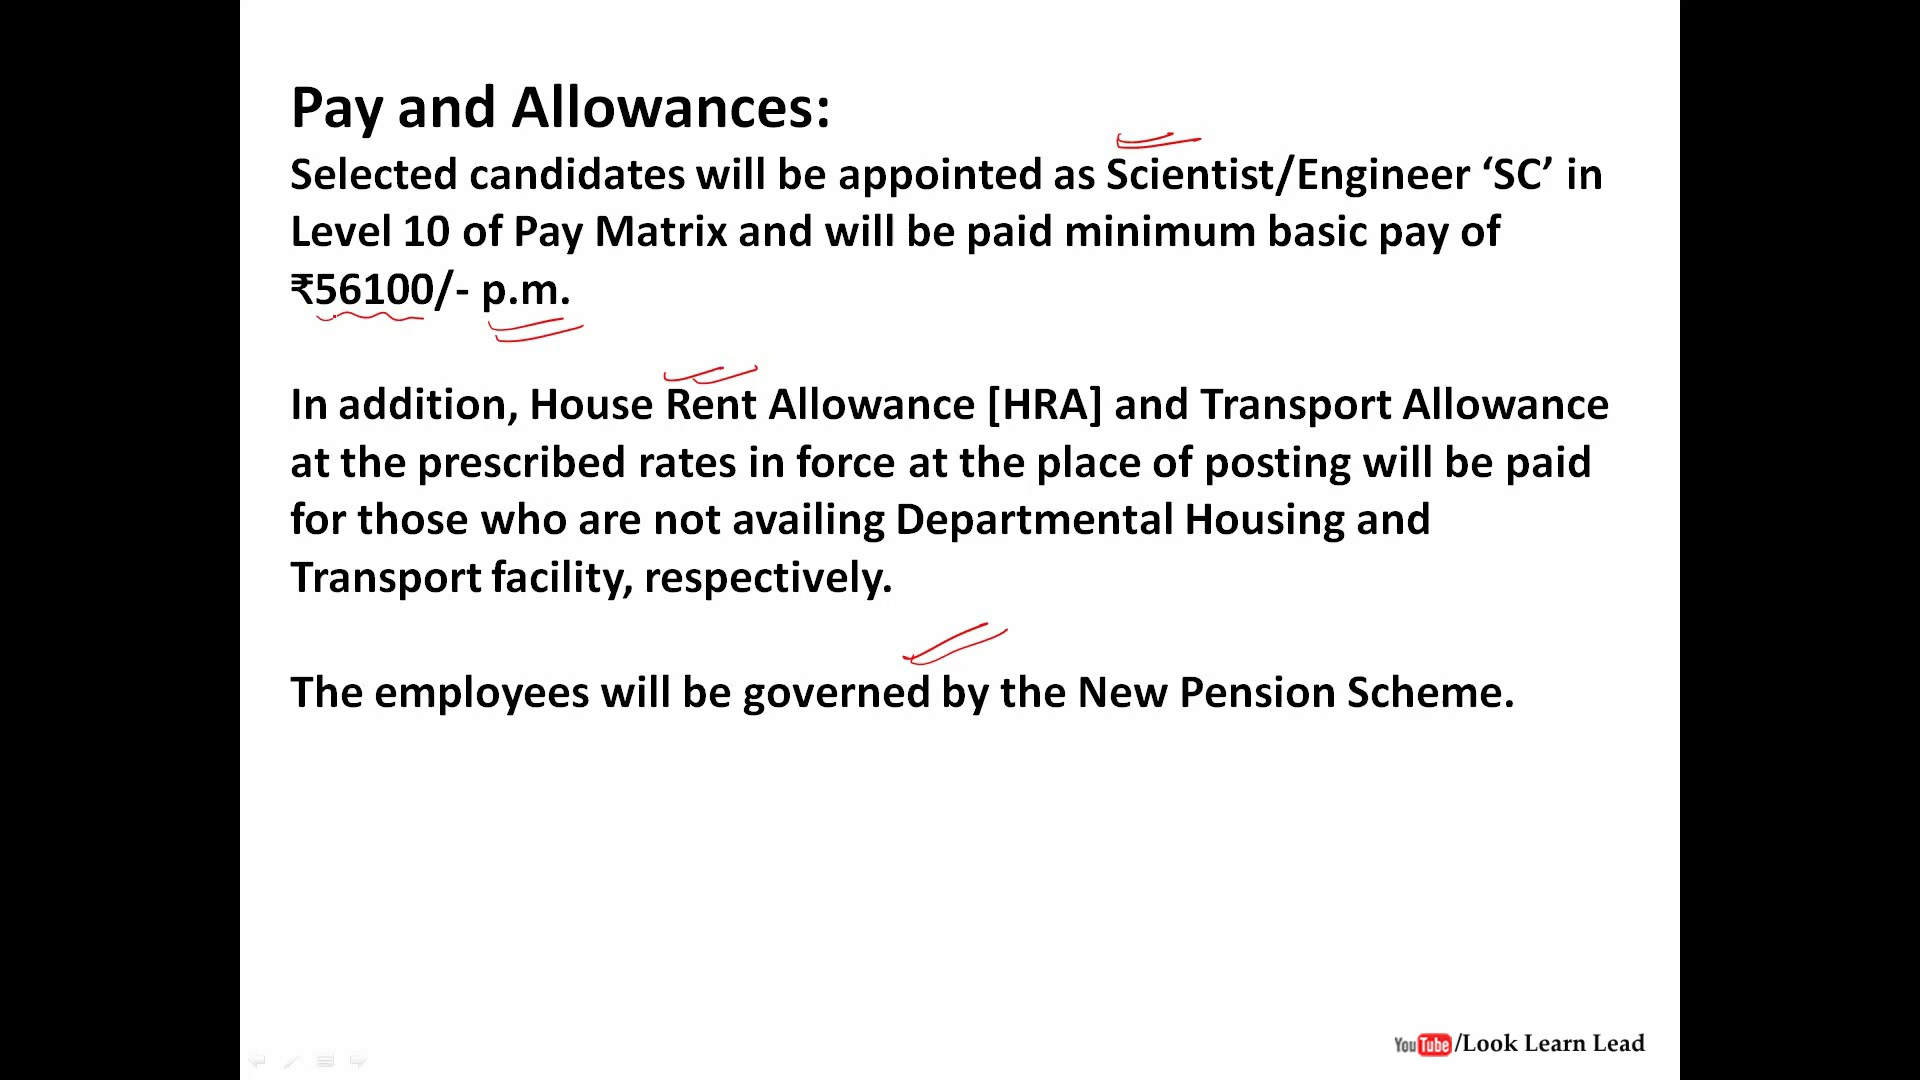 Pay and Allowances:
Selected candidates will be appointed as Scientist/Engineer ‘SC’ in
Level 10 of Pay Matrix and will be paid minimum basic pay of
₹56100/- p.m.
In addition, House Rent Allowance [HRA] and Transport Allowance
at the prescribed rates in force at the place of posting will be paid
for those who are not availing Departmental Housing and
Transport facility, respectively.
The employees will be governed by the New Pension Scheme.
YouTube/Look Learn Lead